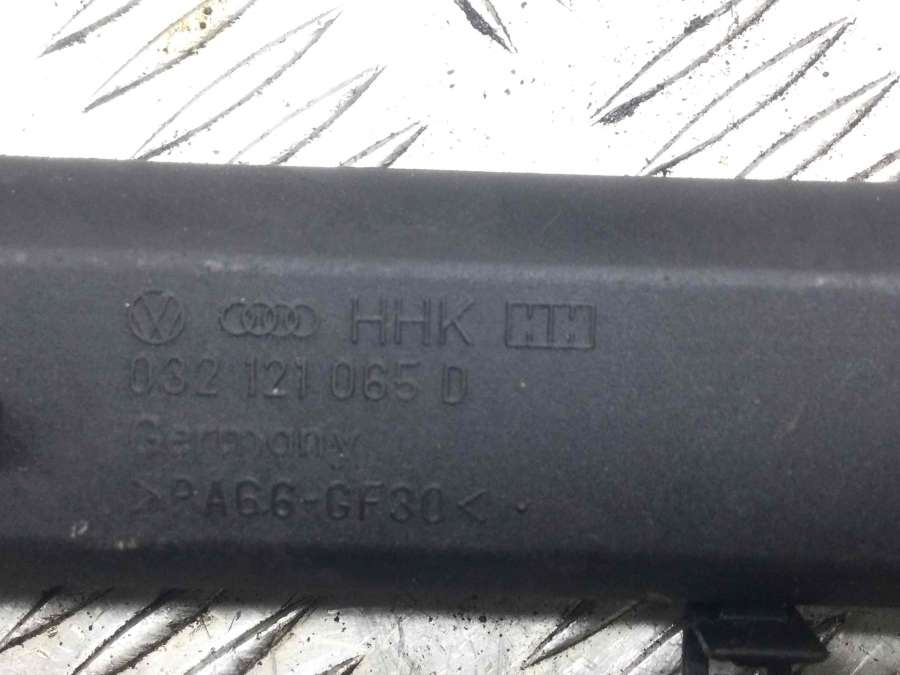 HHK
032 121 065 D
Germany
>PA66-GF30<